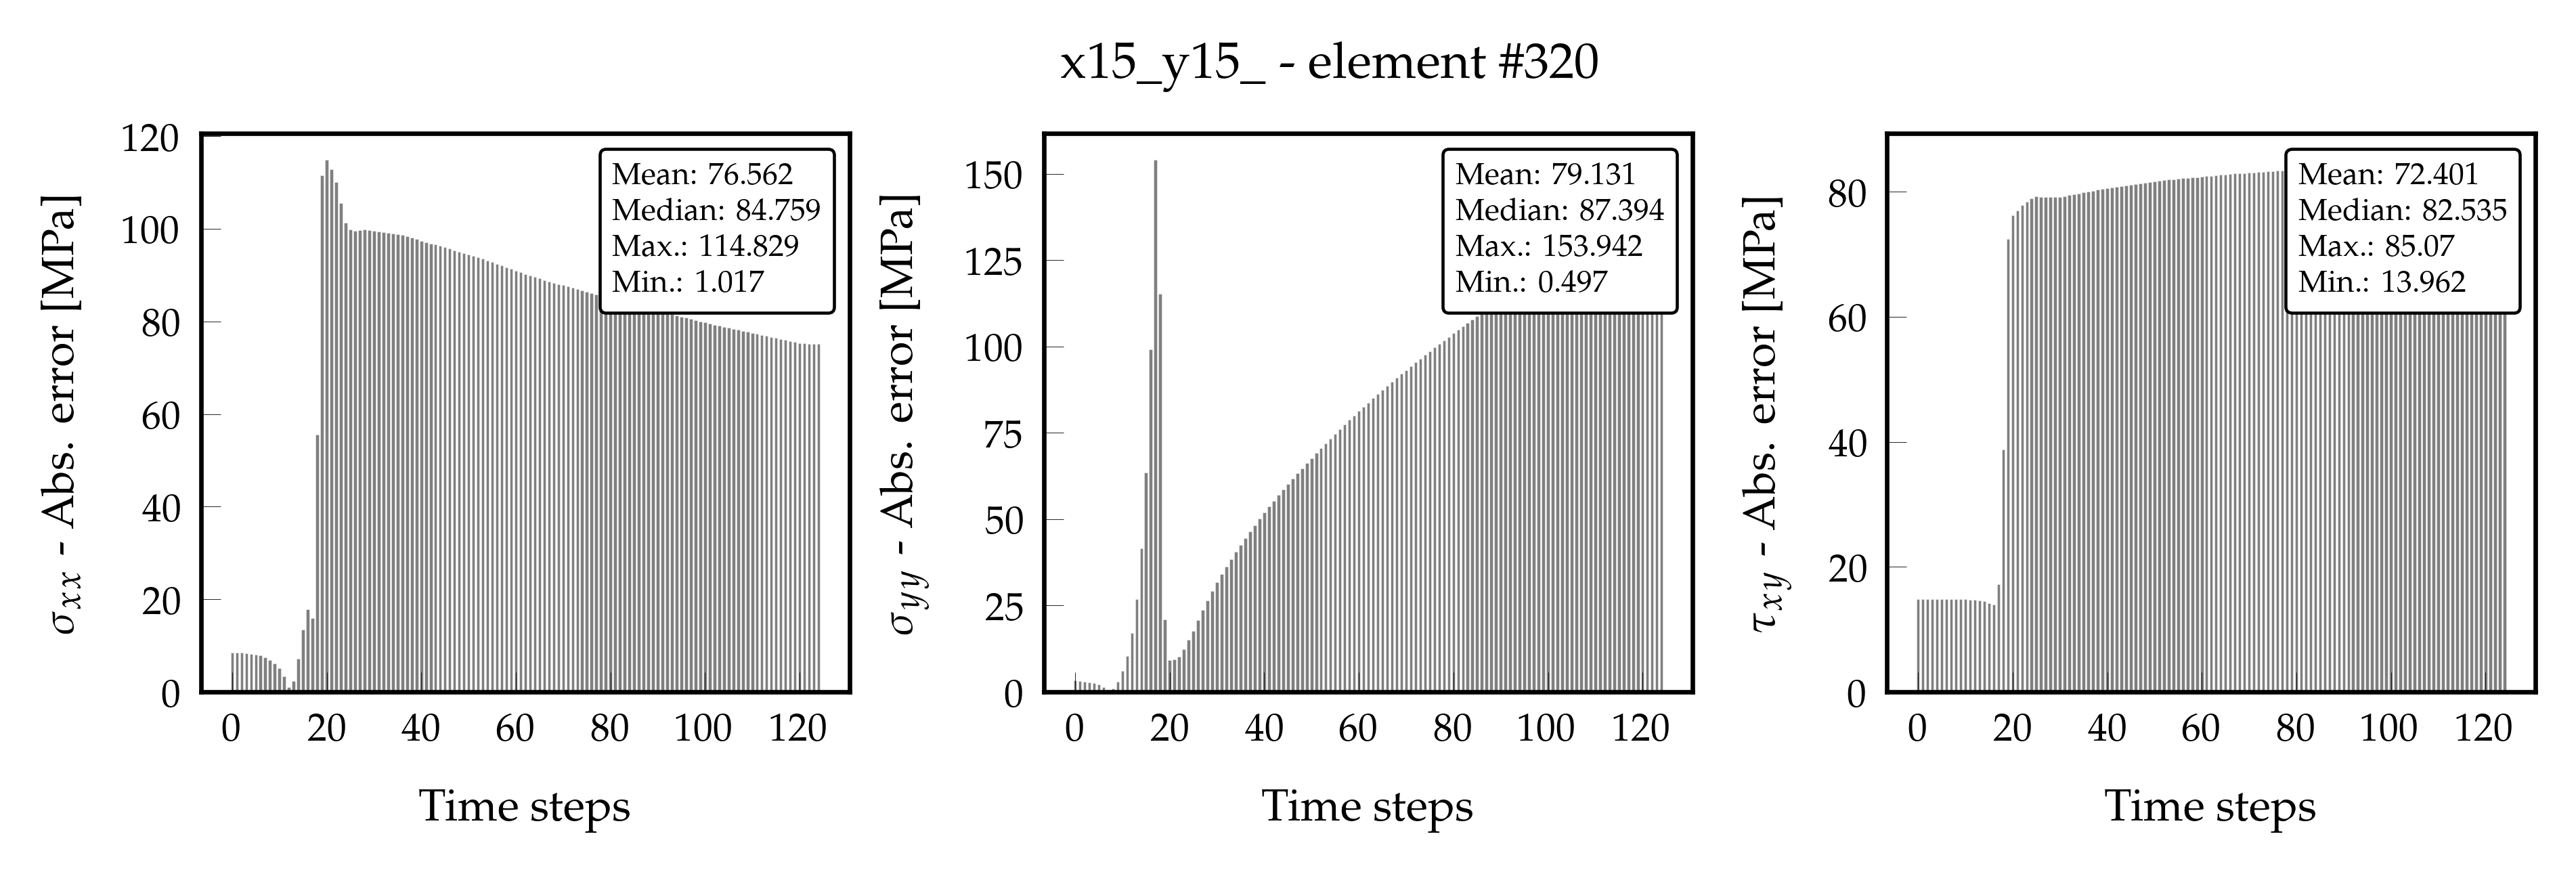 x15_y15_ - element #320
σxx - Abs. error [MPa]
120
100
80
60
40
20
0
Mean: 76.562
Median: 84.759
Max.: 114.829
Min.: 1.017
0 20 40 60 80 100 120
Time steps
σyy - Abs. error [MPa]
150
125
100
75
50
25
0
Mean: 79.131
Median: 87.394
Max.: 153.942
Min.: 0.497
0 20 40 60 80 100 120
Time steps
τxy - Abs. error [MPa]
80
60
40
20
0
Mean: 72.401
Median: 82.535
Max.: 85.07
Min.: 13.962
0 20 40 60 80 100 120
Time steps